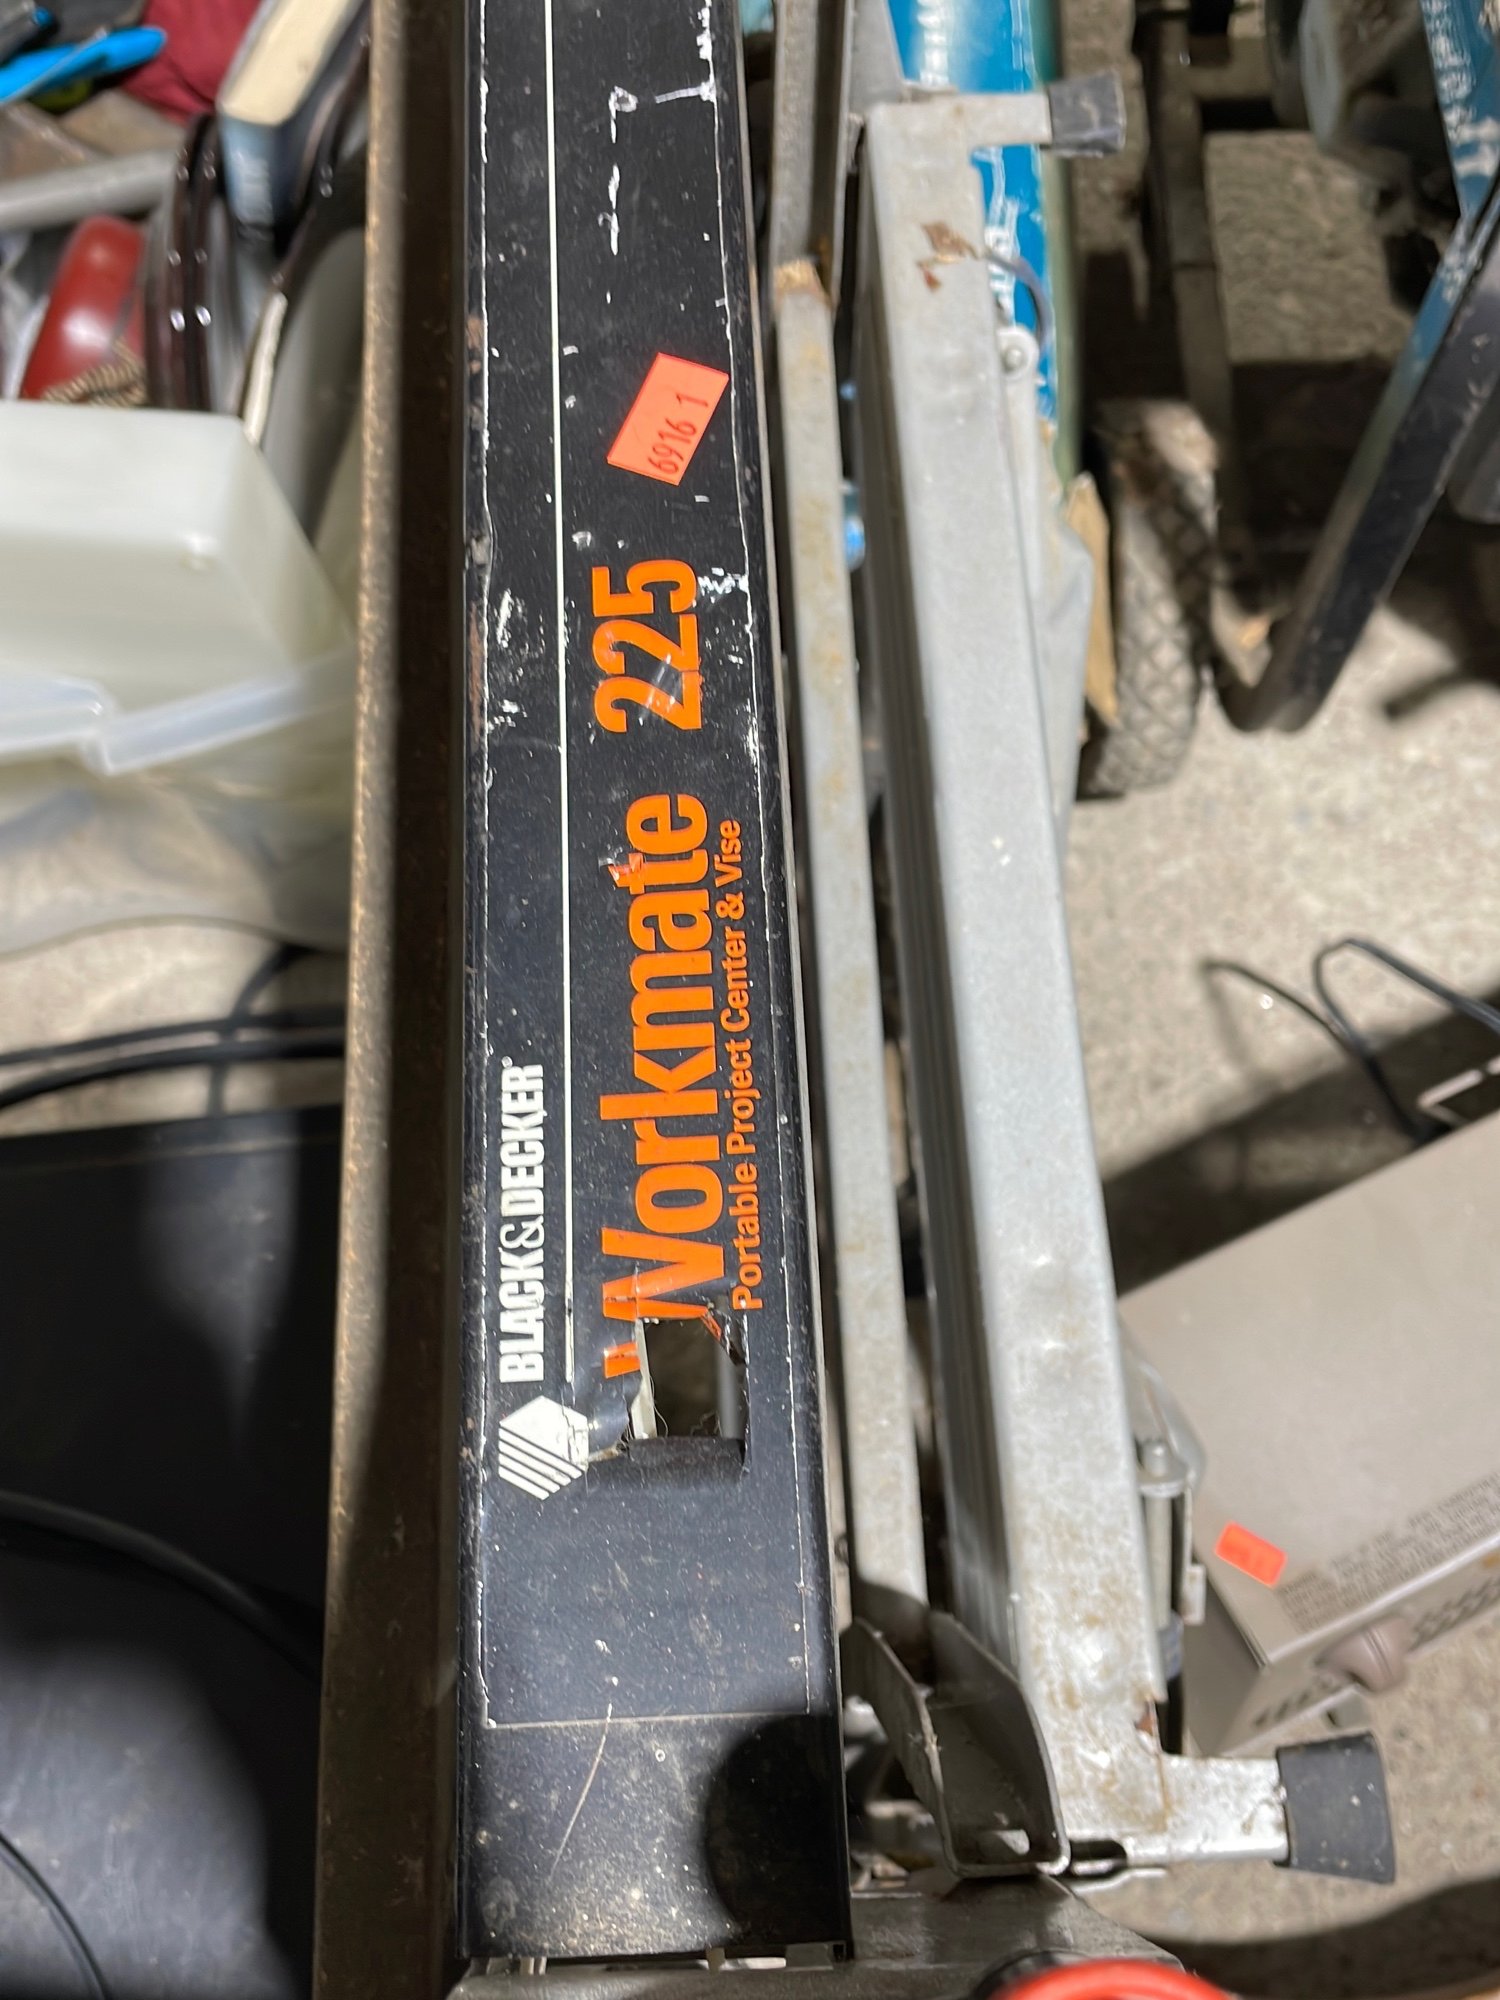 BLACK&DECKER
Workmate 225
Portable Project Center & Vise
6916 1